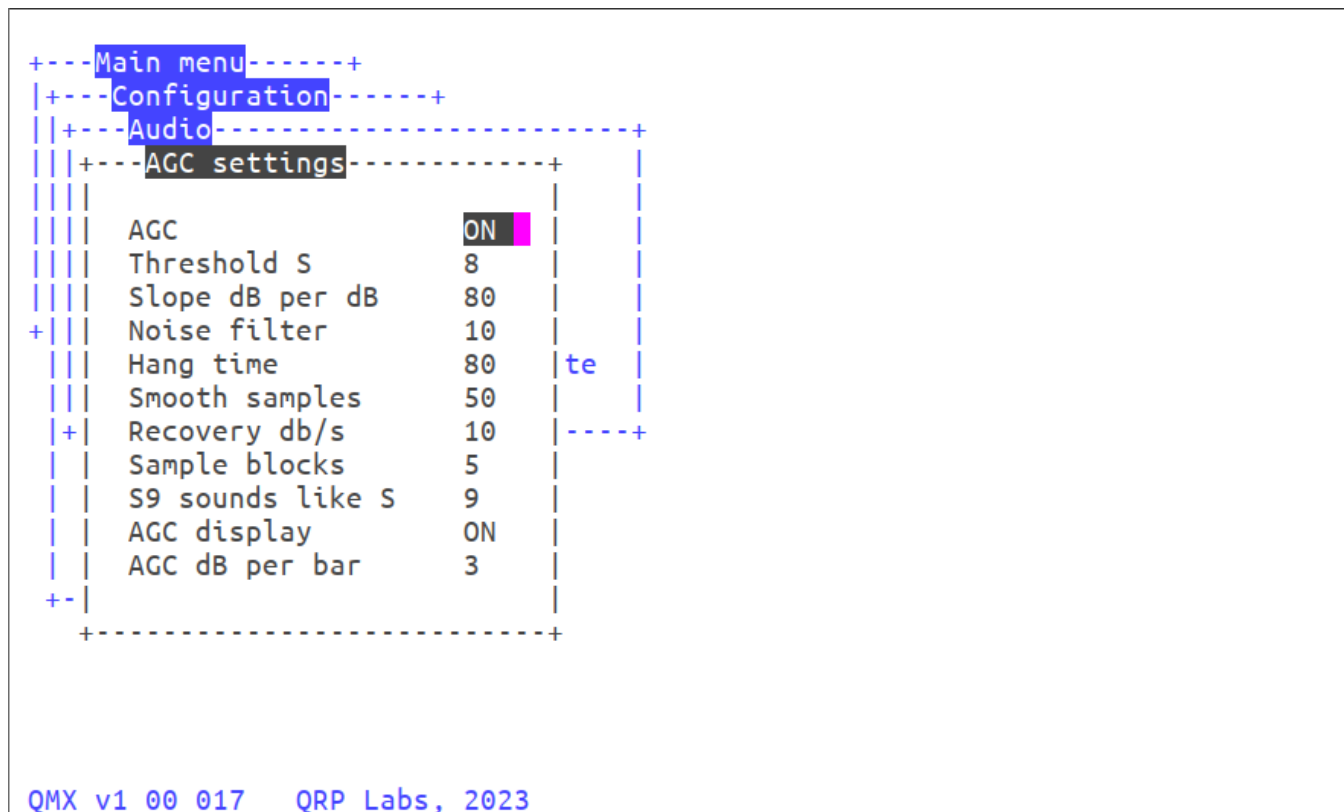 Main menu
Configuration
Audio
AGC settings
AGC ON
Threshold S 8
Slope dB per dB 80
Noise filter 10
Hang time 80 te
Smooth samples 50
Recovery db/s 10
Sample blocks 5
S9 sounds like S 9
AGC display ON
AGC dB per bar 3
QMX v1 00 017 QRP Labs, 2023